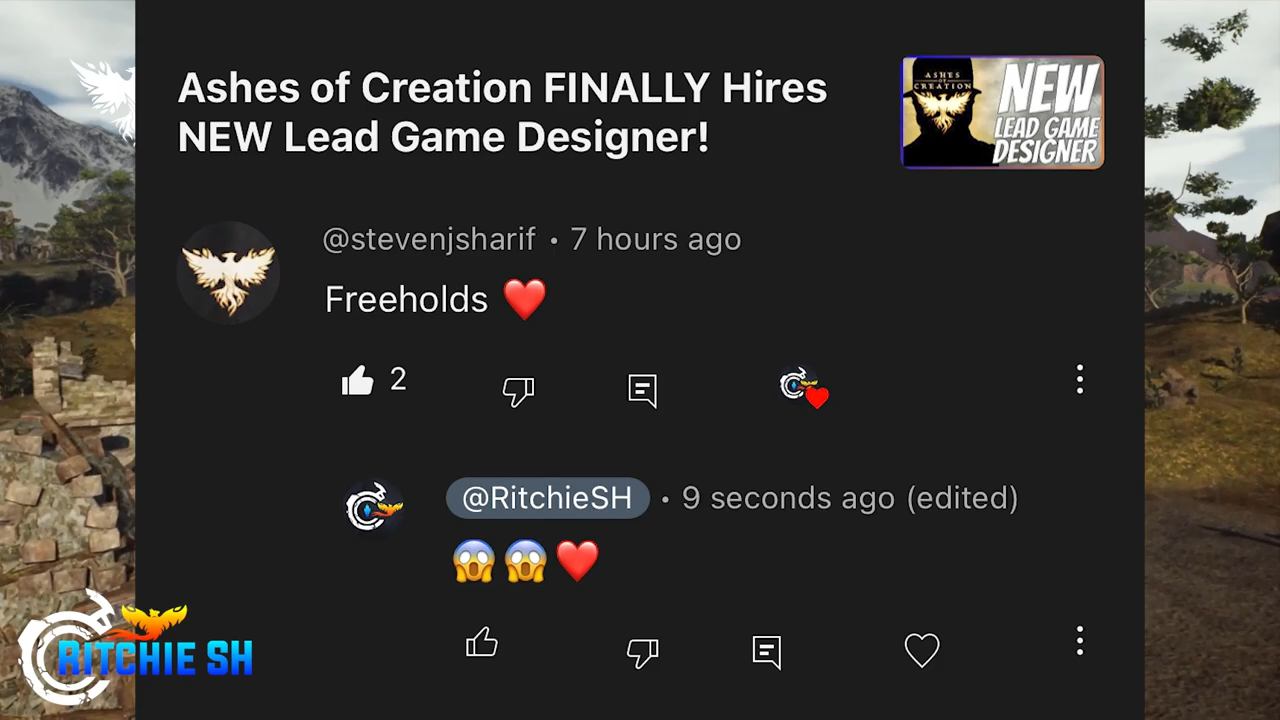 Ashes of Creation FINALLY Hires
NEW Lead Game Designer!
ASHES
OF
CREATION
NEW
LEAD GAME
DESIGNER
@stevenjsharif • 7 hours ago
Freeholds ❤️
2
@RitchieSH • 9 seconds ago (edited)
😱😱❤️
RITCHIE SH